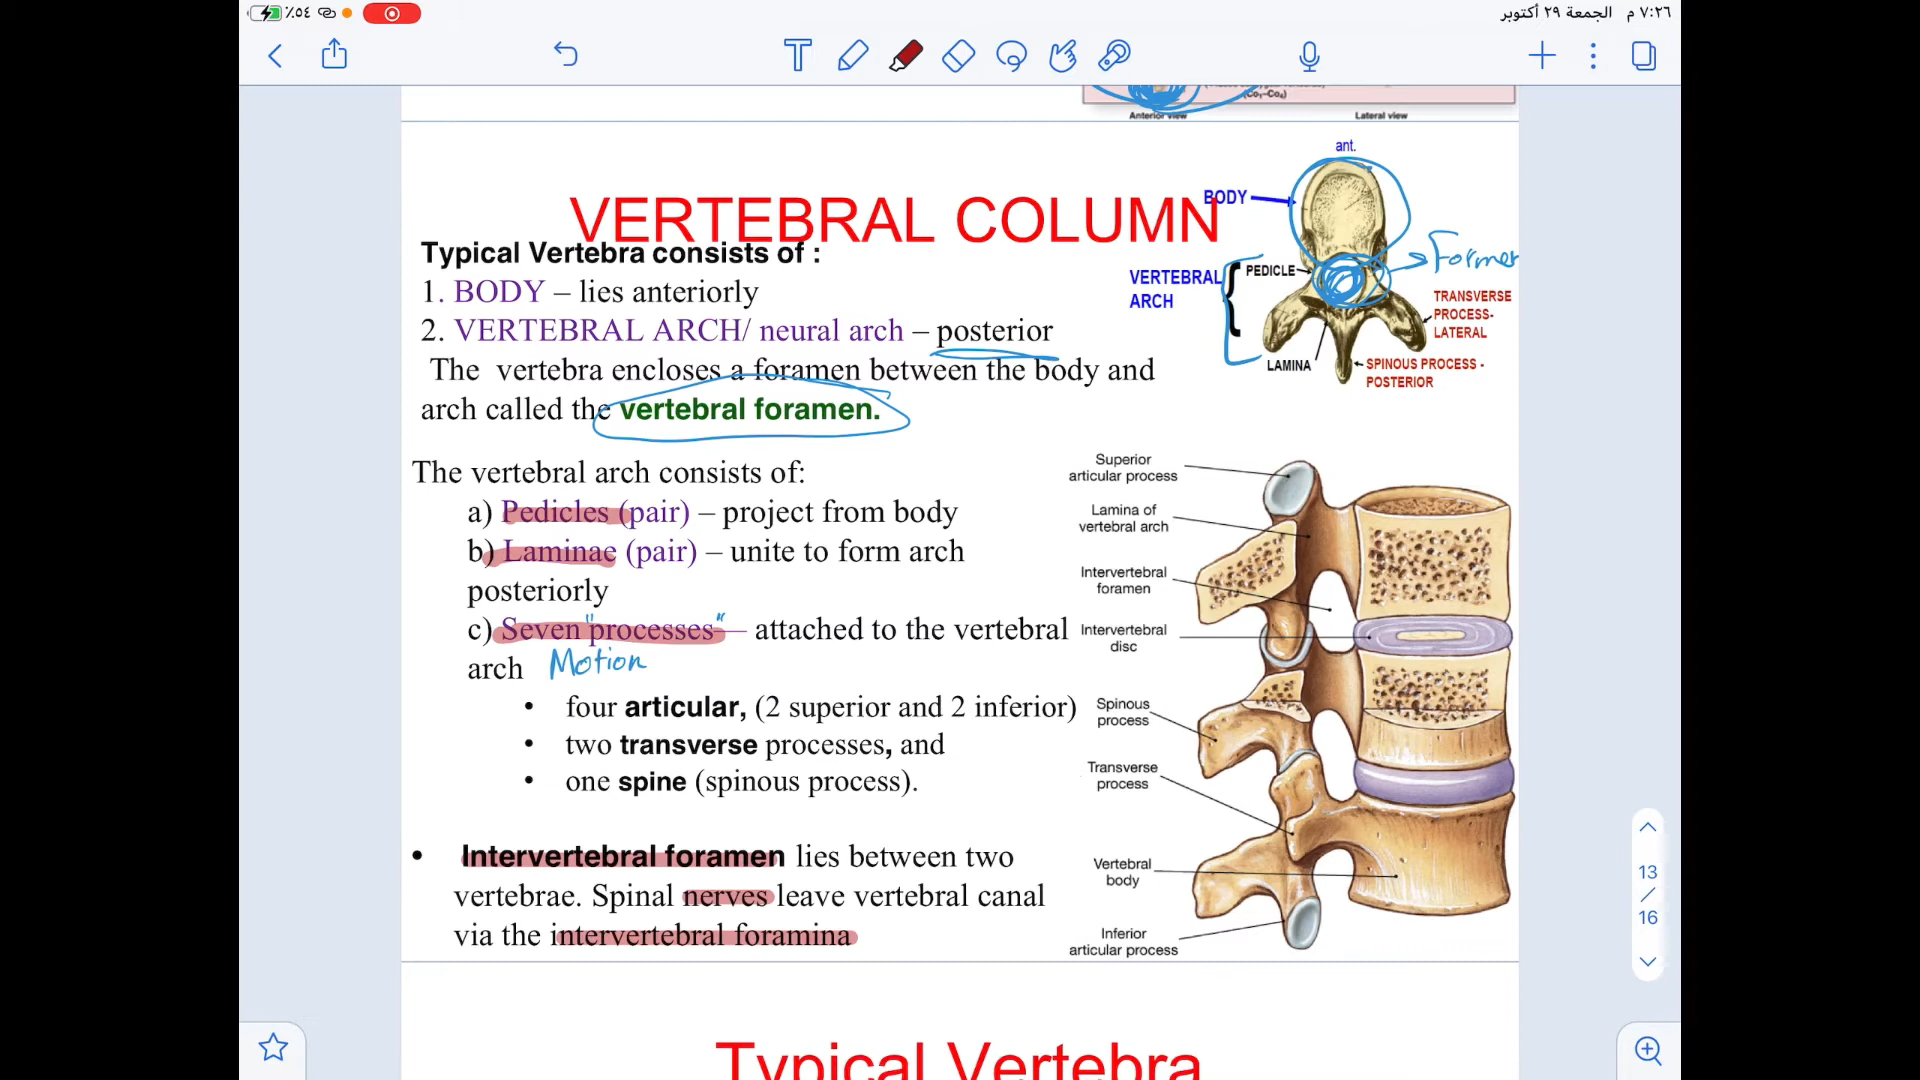 ٪٥٤
٧:٢٦ م الجمعة ٢٩ أكتوبر
(Co₁–Co₄)
Anterior view
Lateral view
ant.
VERTEBRAL COLUMN
BODY
Typical Vertebra consists of :
1. BODY – lies anteriorly
2. VERTEBRAL ARCH/ neural arch – posterior
The vertebra encloses a foramen between the body and
arch called the vertebral foramen.
VERTEBRAL
ARCH
PEDICLE
LAMINA
TRANSVERSE
PROCESS-
LATERAL
SPINOUS PROCESS -
POSTERIOR
The vertebral arch consists of:
a) Pedicles (pair) – project from body
b) Laminae (pair) – unite to form arch
posteriorly
c) Seven "processes" – attached to the vertebral
arch
Motion
• four articular, (2 superior and 2 inferior)
• two transverse processes, and
• one spine (spinous process).
• Intervertebral foramen lies between two
vertebrae. Spinal nerves leave vertebral canal
via the intervertebral foramina
Superior
articular process
Lamina of
vertebral arch
Intervertebral
foramen
Intervertebral
disc
Spinous
process
Transverse
process
Vertebral
body
Inferior
articular process
13
/
16
Typical Vertebra